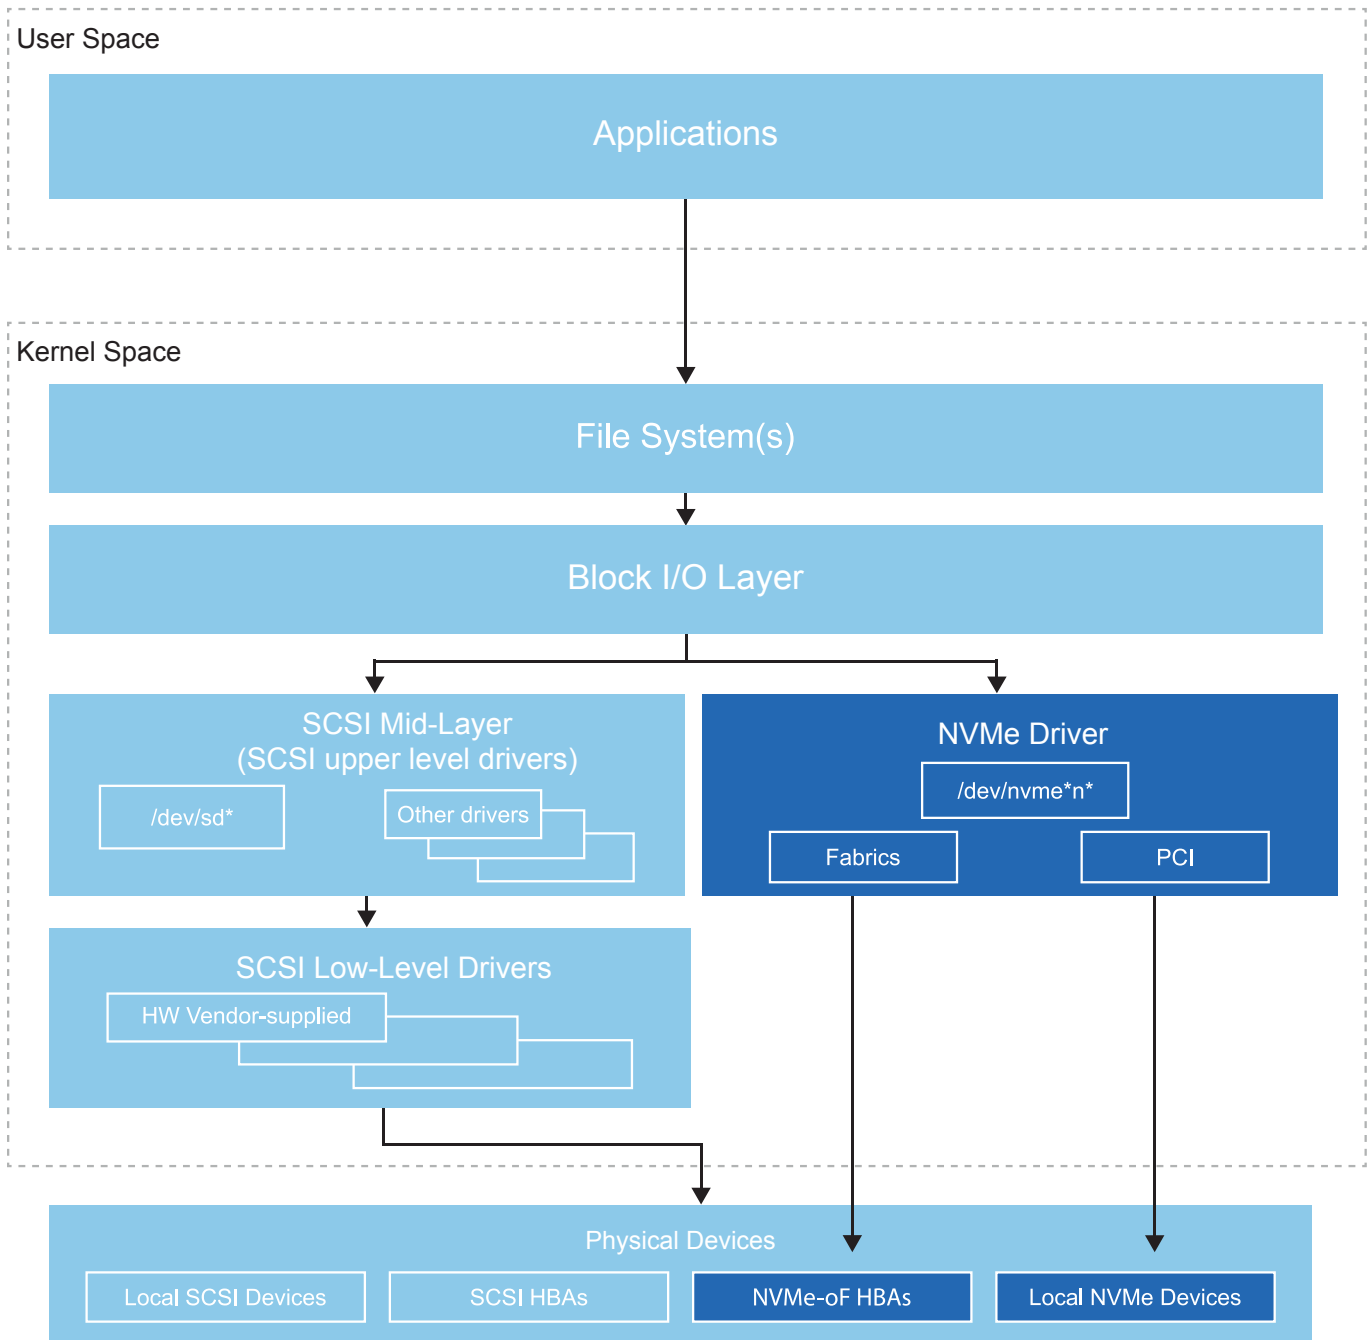 User Space
Applications
Kernel Space
File System(s)
Block I/O Layer
SCSI Mid-Layer
(SCSI upper level drivers)
/dev/sd*
Other drivers
NVMe Driver
/dev/nvme*n*
Fabrics
PCI
SCSI Low-Level Drivers
HW Vendor-supplied
Physical Devices
Local SCSI Devices
SCSI HBAs
NVMe-oF HBAs
Local NVMe Devices